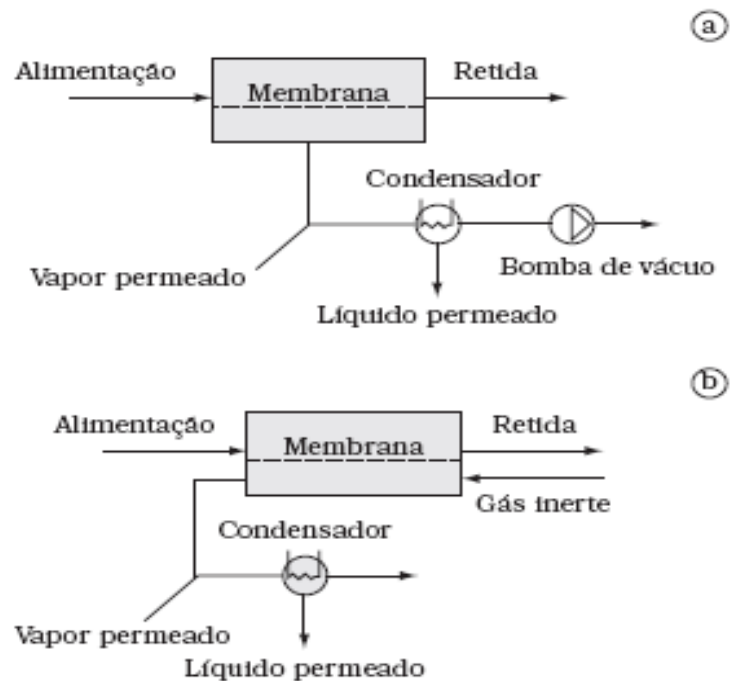 a
Alimentação
Retida
Membrana
Condensador
Vapor permeado
Bomba de vácuo
Líquido permeado
b
Alimentação
Retida
Membrana
Gás inerte
Condensador
Vapor permeado
Líquido permeado